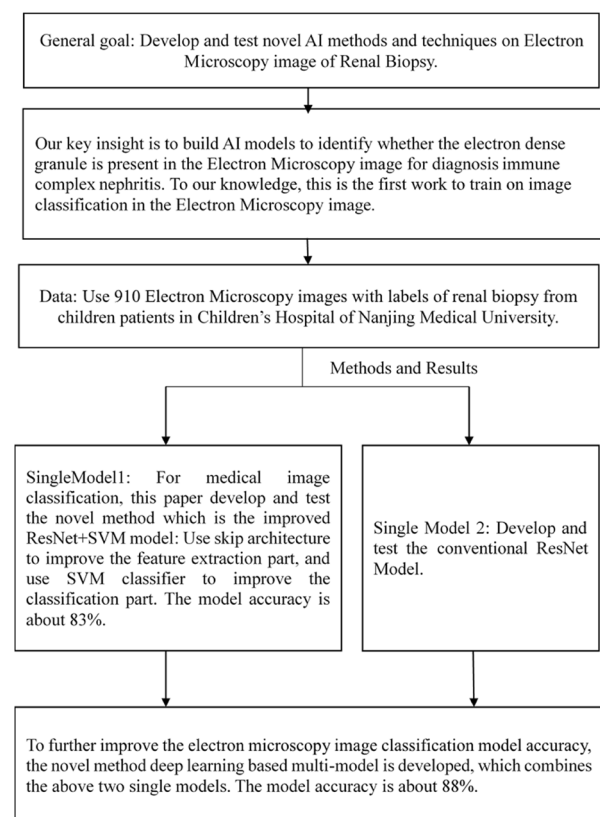 General goal: Develop and test novel AI methods and techniques on Electron
Microscopy image of Renal Biopsy.
Our key insight is to build AI models to identify whether the electron dense
granule is present in the Electron Microscopy image for diagnosis immune
complex nephritis. To our knowledge, this is the first work to train on image
classification in the Electron Microscopy image.
Data: Use 910 Electron Microscopy images with labels of renal biopsy from
children patients in Children's Hospital of Nanjing Medical University.
Methods and Results
SingleModel1: For medical image
classification, this paper develop and test
the novel method which is the improved
ResNet+SVM model: Use skip architecture
to improve the feature extraction part, and
use SVM classifier to improve the
classification part. The model accuracy is
about 83%.
Single Model 2: Develop and
test the conventional ResNet
Model.
To further improve the electron microscopy image classification model accuracy,
the novel method deep learning based multi-model is developed, which combines
the above two single models. The model accuracy is about 88%.